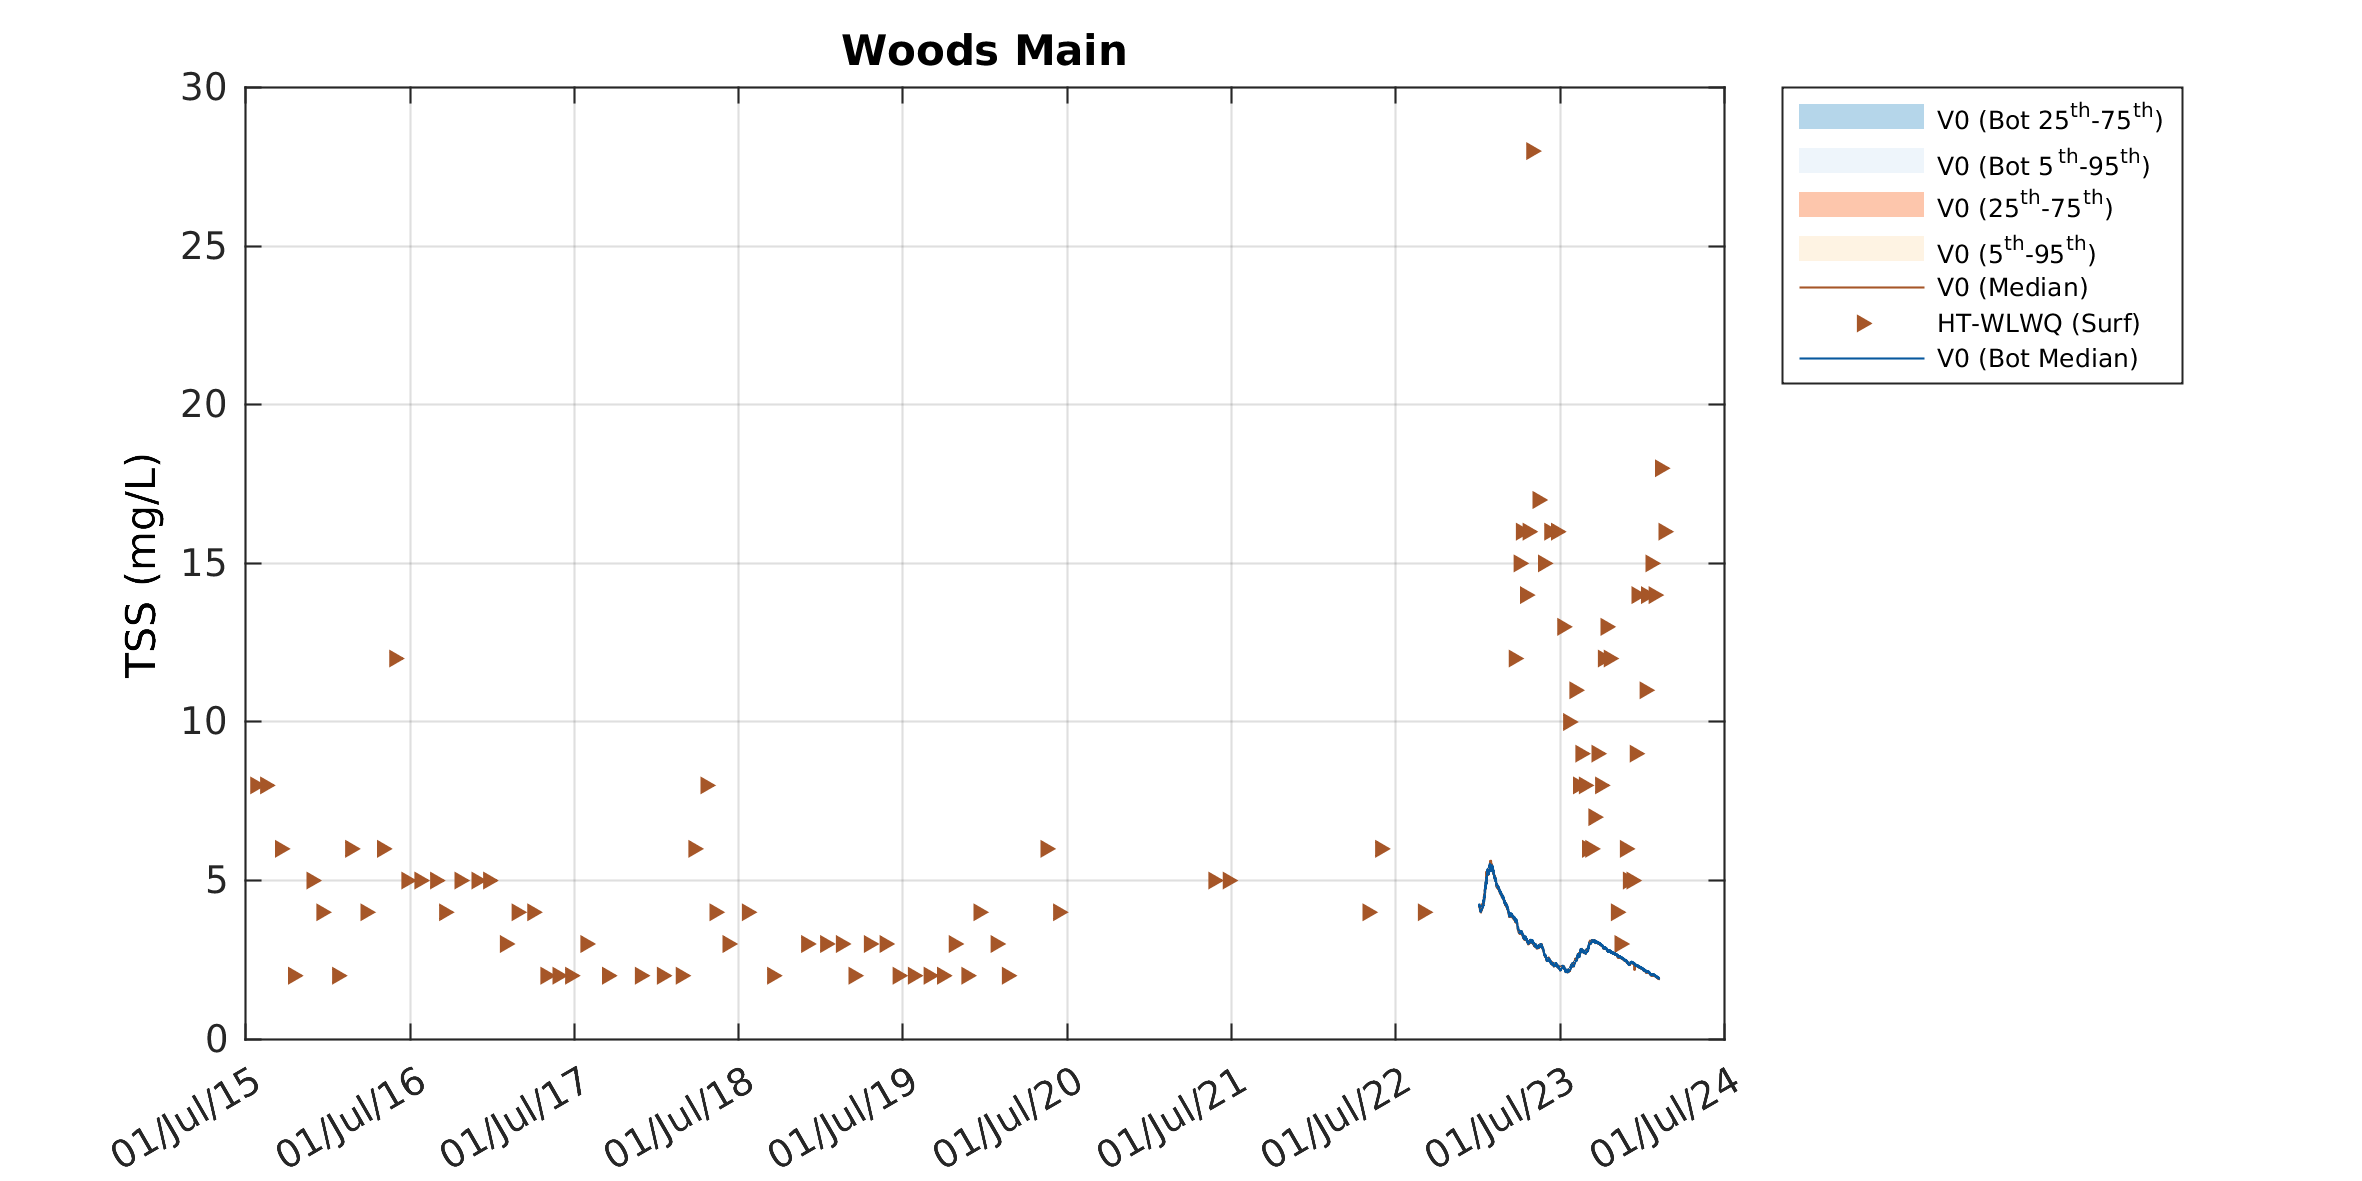 Woods Main
TSS (mg/L)
30
25
20
15
10
5
0
01/Jul/15
01/Jul/16
01/Jul/17
01/Jul/18
01/Jul/19
01/Jul/20
01/Jul/21
01/Jul/22
01/Jul/23
01/Jul/24
V0 (Bot 25th-75th)
V0 (Bot 5th-95th)
V0 (25th-75th)
V0 (5th-95th)
V0 (Median)
HT-WLWQ (Surf)
V0 (Bot Median)